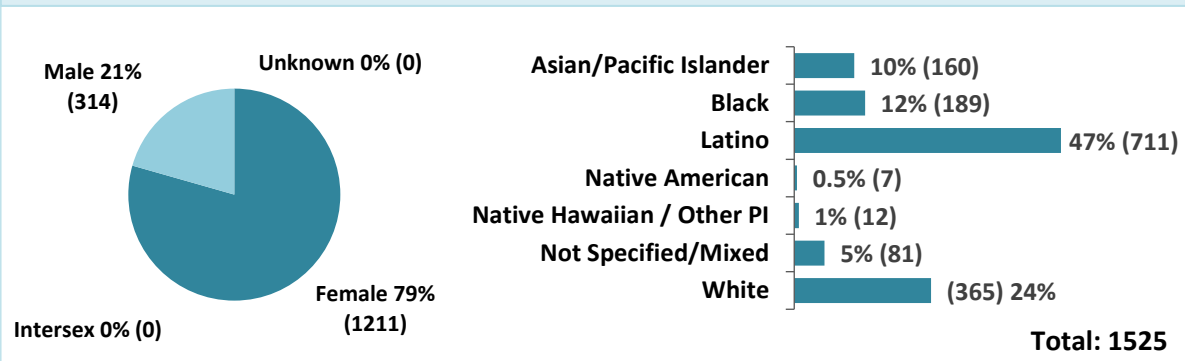 Male 21%
(314)
Unknown 0% (0)
Female 79%
(1211)
Intersex 0% (0)
Asian/Pacific Islander 10% (160)
Black 12% (189)
Latino 47% (711)
Native American 0.5% (7)
Native Hawaiian / Other PI 1% (12)
Not Specified/Mixed 5% (81)
White (365) 24%
Total: 1525